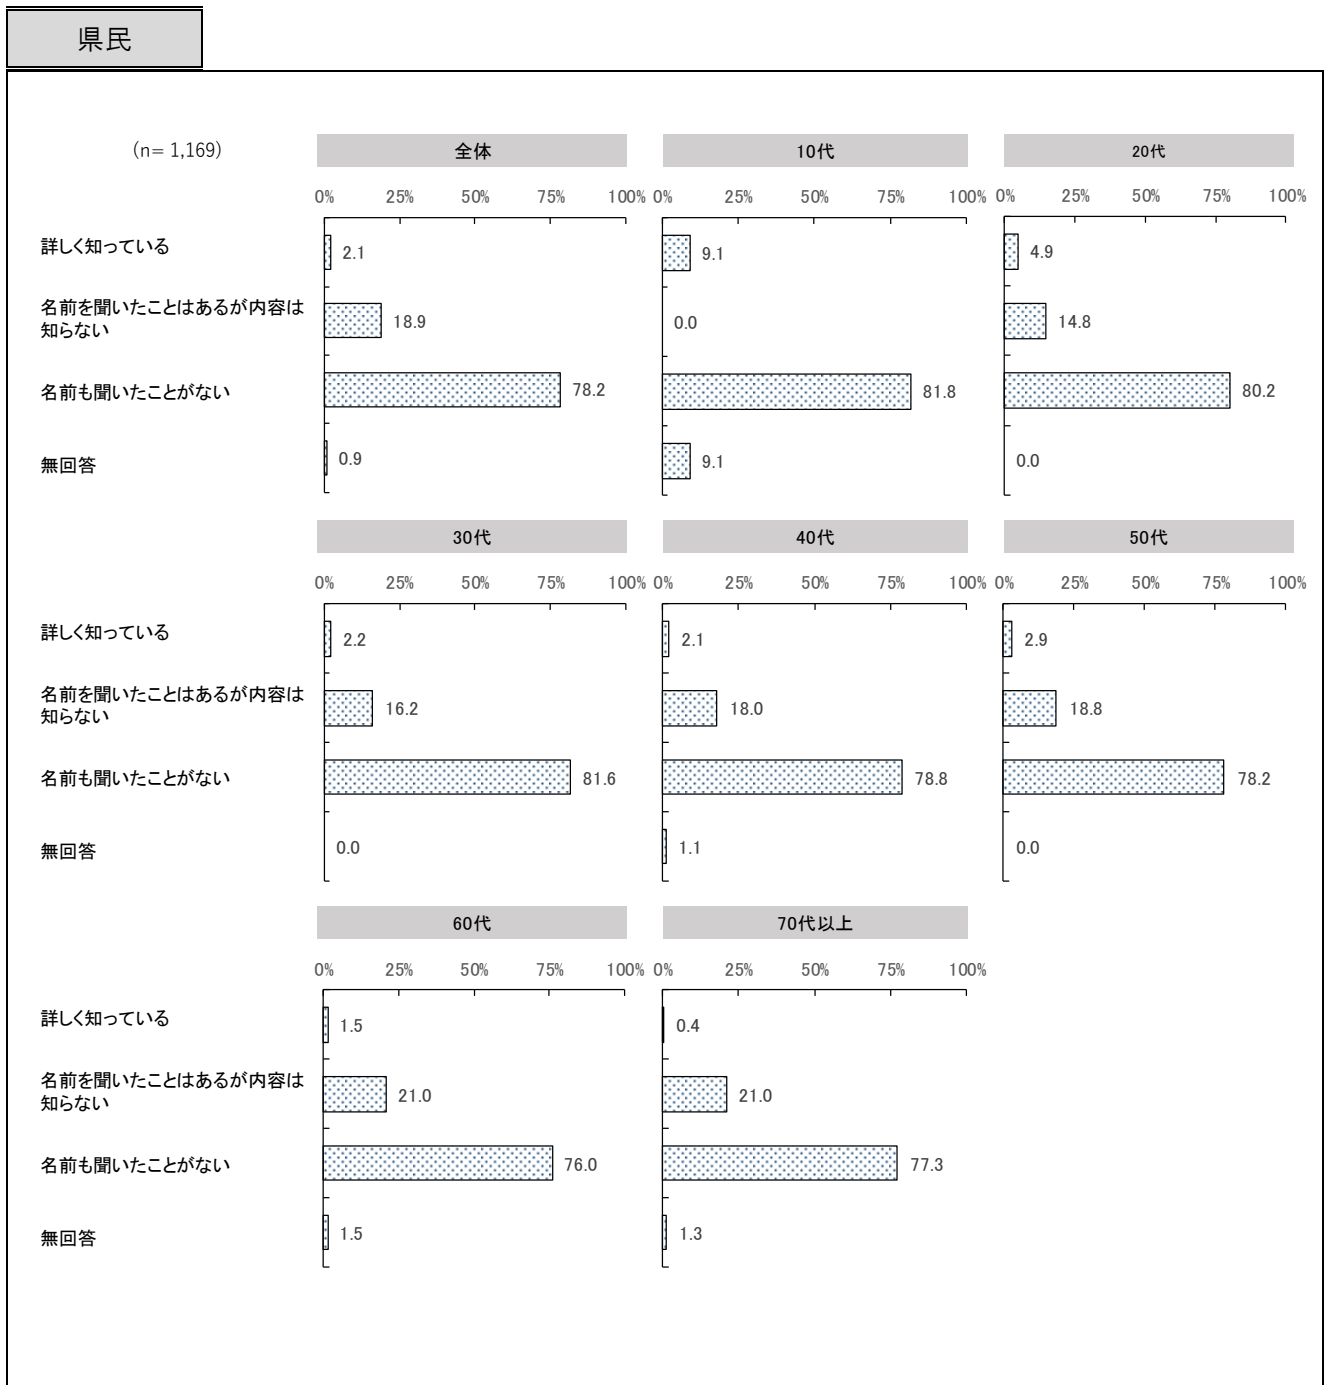 県民
(n= 1,169)
全体
10代
20代
0% 25% 50% 75% 100%
0% 25% 50% 75% 100%
0% 25% 50% 75% 100%
詳しく知っている
2.1
9.1
4.9
名前を聞いたことはあるが内容は
知らない
18.9
0.0
14.8
名前も聞いたことがない
78.2
81.8
80.2
無回答
0.9
9.1
0.0
30代
40代
50代
0% 25% 50% 75% 100%
0% 25% 50% 75% 100%
0% 25% 50% 75% 100%
詳しく知っている
2.2
2.1
2.9
名前を聞いたことはあるが内容は
知らない
16.2
18.0
18.8
名前も聞いたことがない
81.6
78.8
78.2
無回答
0.0
1.1
0.0
60代
70代以上
0% 25% 50% 75% 100%
0% 25% 50% 75% 100%
詳しく知っている
1.5
0.4
名前を聞いたことはあるが内容は
知らない
21.0
21.0
名前も聞いたことがない
76.0
77.3
無回答
1.5
1.3